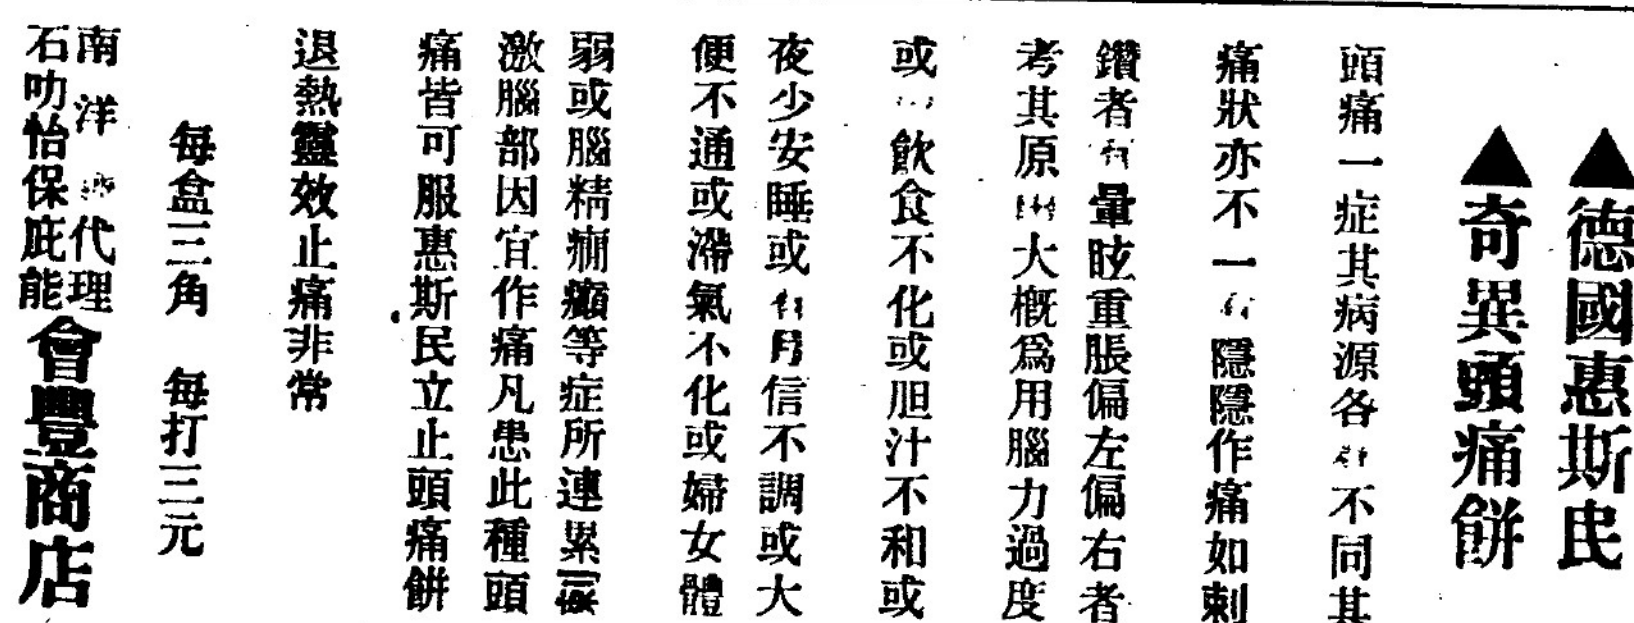 ▲德國惠斯民
▲奇異頭痛餅
頭痛一症其病源各不同其
痛狀亦不一隱隱作痛如刺
鑽者暈眩重脹偏左偏右者
考其原大概爲用腦力過度
或飲食不化或胆汁不和或
夜少安睡或月信不調或大
便不通或滯氣不化或婦女體
弱或腦精癎癲等症所連累
激腦部因宜作痛凡患此種頭
痛皆可服惠斯民立止頭痛餅
退熱靈效止痛非常
每盒三角 每打三元
南洋代理
石叻怡保庇能
會豐商店